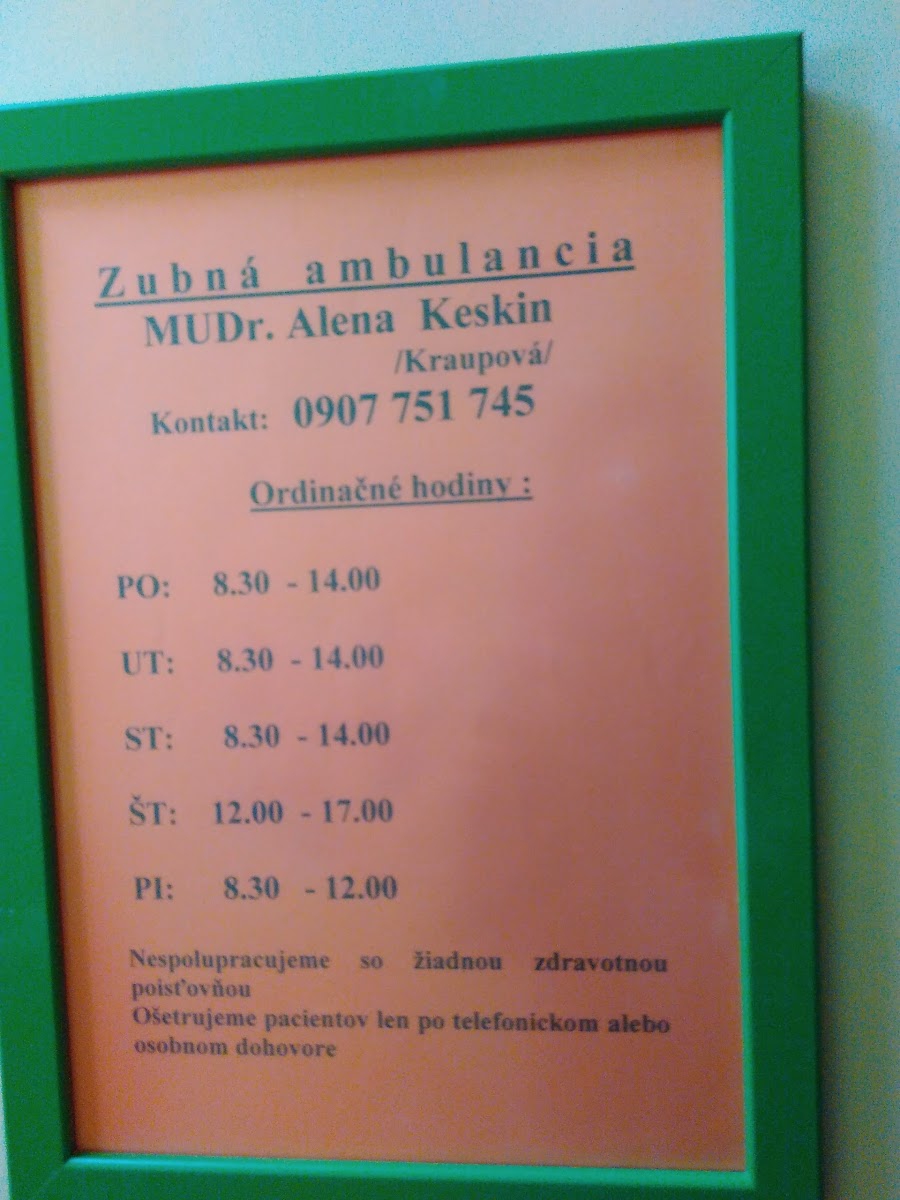 Zubná ambulancia
MUDr. Alena Keskin
/Kraupová/
Kontakt: 0907 751 745
Ordinačné hodiny :
PO: 8.30 - 14.00
UT: 8.30 - 14.00
ST: 8.30 - 14.00
ŠT: 12.00 - 17.00
PI: 8.30 - 12.00
Nespolupracujeme so žiadnou zdravotnou
poisťovňou
Ošetrujeme pacientov len po telefonickom alebo
osobnom dohovore